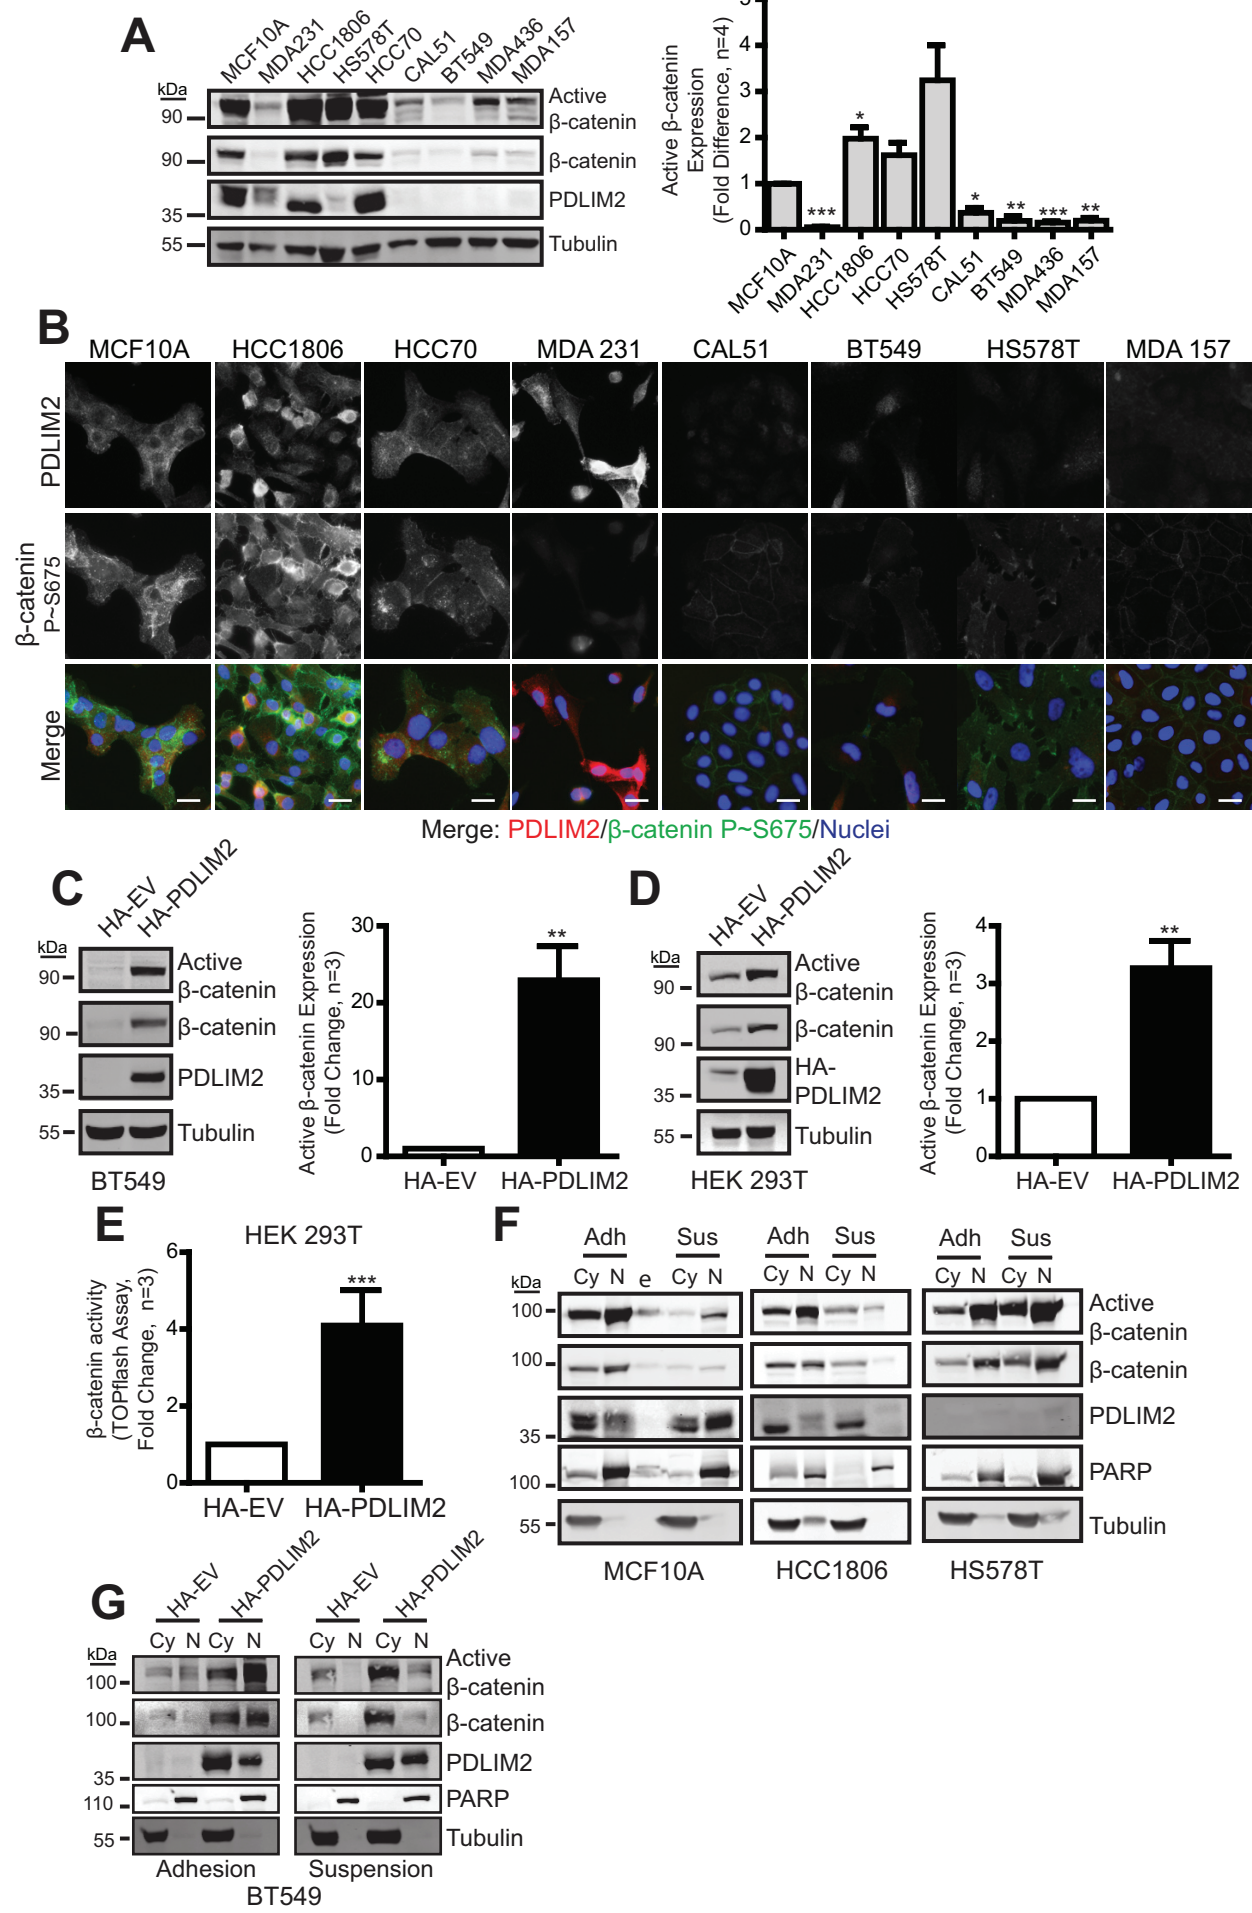 A
MCF10A
MDA231
HCC1806
HS578T
HCC70
CAL51
BT549
MDA436
MDA157
kDa
90
Active
β-catenin
90
β-catenin
35
PDLIM2
55
Tubulin
Active β-catenin
Expression
(Fold Difference, n=4)
5
4
3
2
1
0
***
*
*
**
***
**
MCF10A
MDA231
HCC1806
HCC70
HS578T
CAL51
BT549
MDA436
MDA157
B
MCF10A HCC1806 HCC70 MDA 231 CAL51 BT549 HS578T MDA 157
PDLIM2
β-catenin
P~S675
Merge
Merge: PDLIM2/β-catenin P~S675/Nuclei
C
HA-EV
HA-PDLIM2
kDa
90
Active
β-catenin
90
β-catenin
35
PDLIM2
55
Tubulin
BT549
Active β-catenin Expression
(Fold Change, n=3)
30
20
10
0
**
HA-EV HA-PDLIM2
D
HA-EV
HA-PDLIM2
kDa
90
Active
β-catenin
90
β-catenin
35
HA-
PDLIM2
55
Tubulin
HEK 293T
Active β-catenin Expression
(Fold Change, n=3)
4
3
2
1
0
**
HA-EV HA-PDLIM2
E
HEK 293T
β-catenin activity
(TOPflash Assay,
Fold Change, n=3)
6
4
2
0
***
HA-EV HA-PDLIM2
F
Adh Sus Adh Sus Adh Sus
kDa
Cy N e Cy N Cy N Cy N Cy N Cy N
100
Active
β-catenin
100
β-catenin
35
PDLIM2
100
PARP
55
Tubulin
MCF10A HCC1806 HS578T
G
HA-EV
HA-PDLIM2
HA-EV
HA-PDLIM2
kDa
Cy N Cy N Cy N Cy N
100
Active
β-catenin
100
β-catenin
35
PDLIM2
110
PARP
55
Tubulin
Adhesion Suspension
BT549